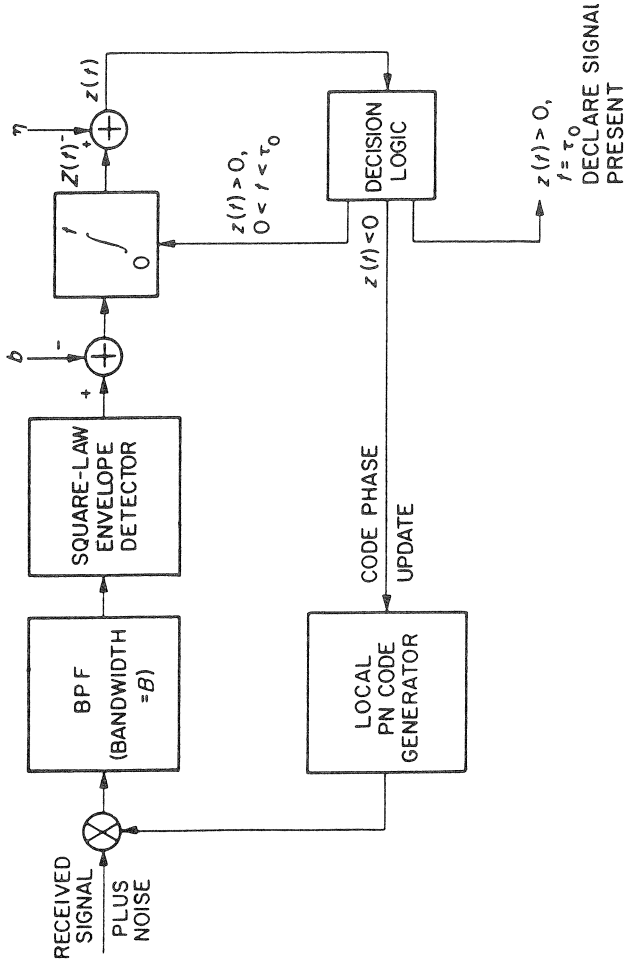 RECEIVED
SIGNAL
PLUS
NOISE
BPF
(BANDWIDTH
=B)
SQUARE-LAW
ENVELOPE
DETECTOR
b
-
+
∫
t
0
η
Z(t)
-
+
z(t)
z(t) > 0,
0 < t < τ0
DECISION
LOGIC
z(t) < 0
CODE PHASE
UPDATE
LOCAL
PN CODE
GENERATOR
z(t) > 0,
t = τ0
DECLARE SIGNAL
PRESENT